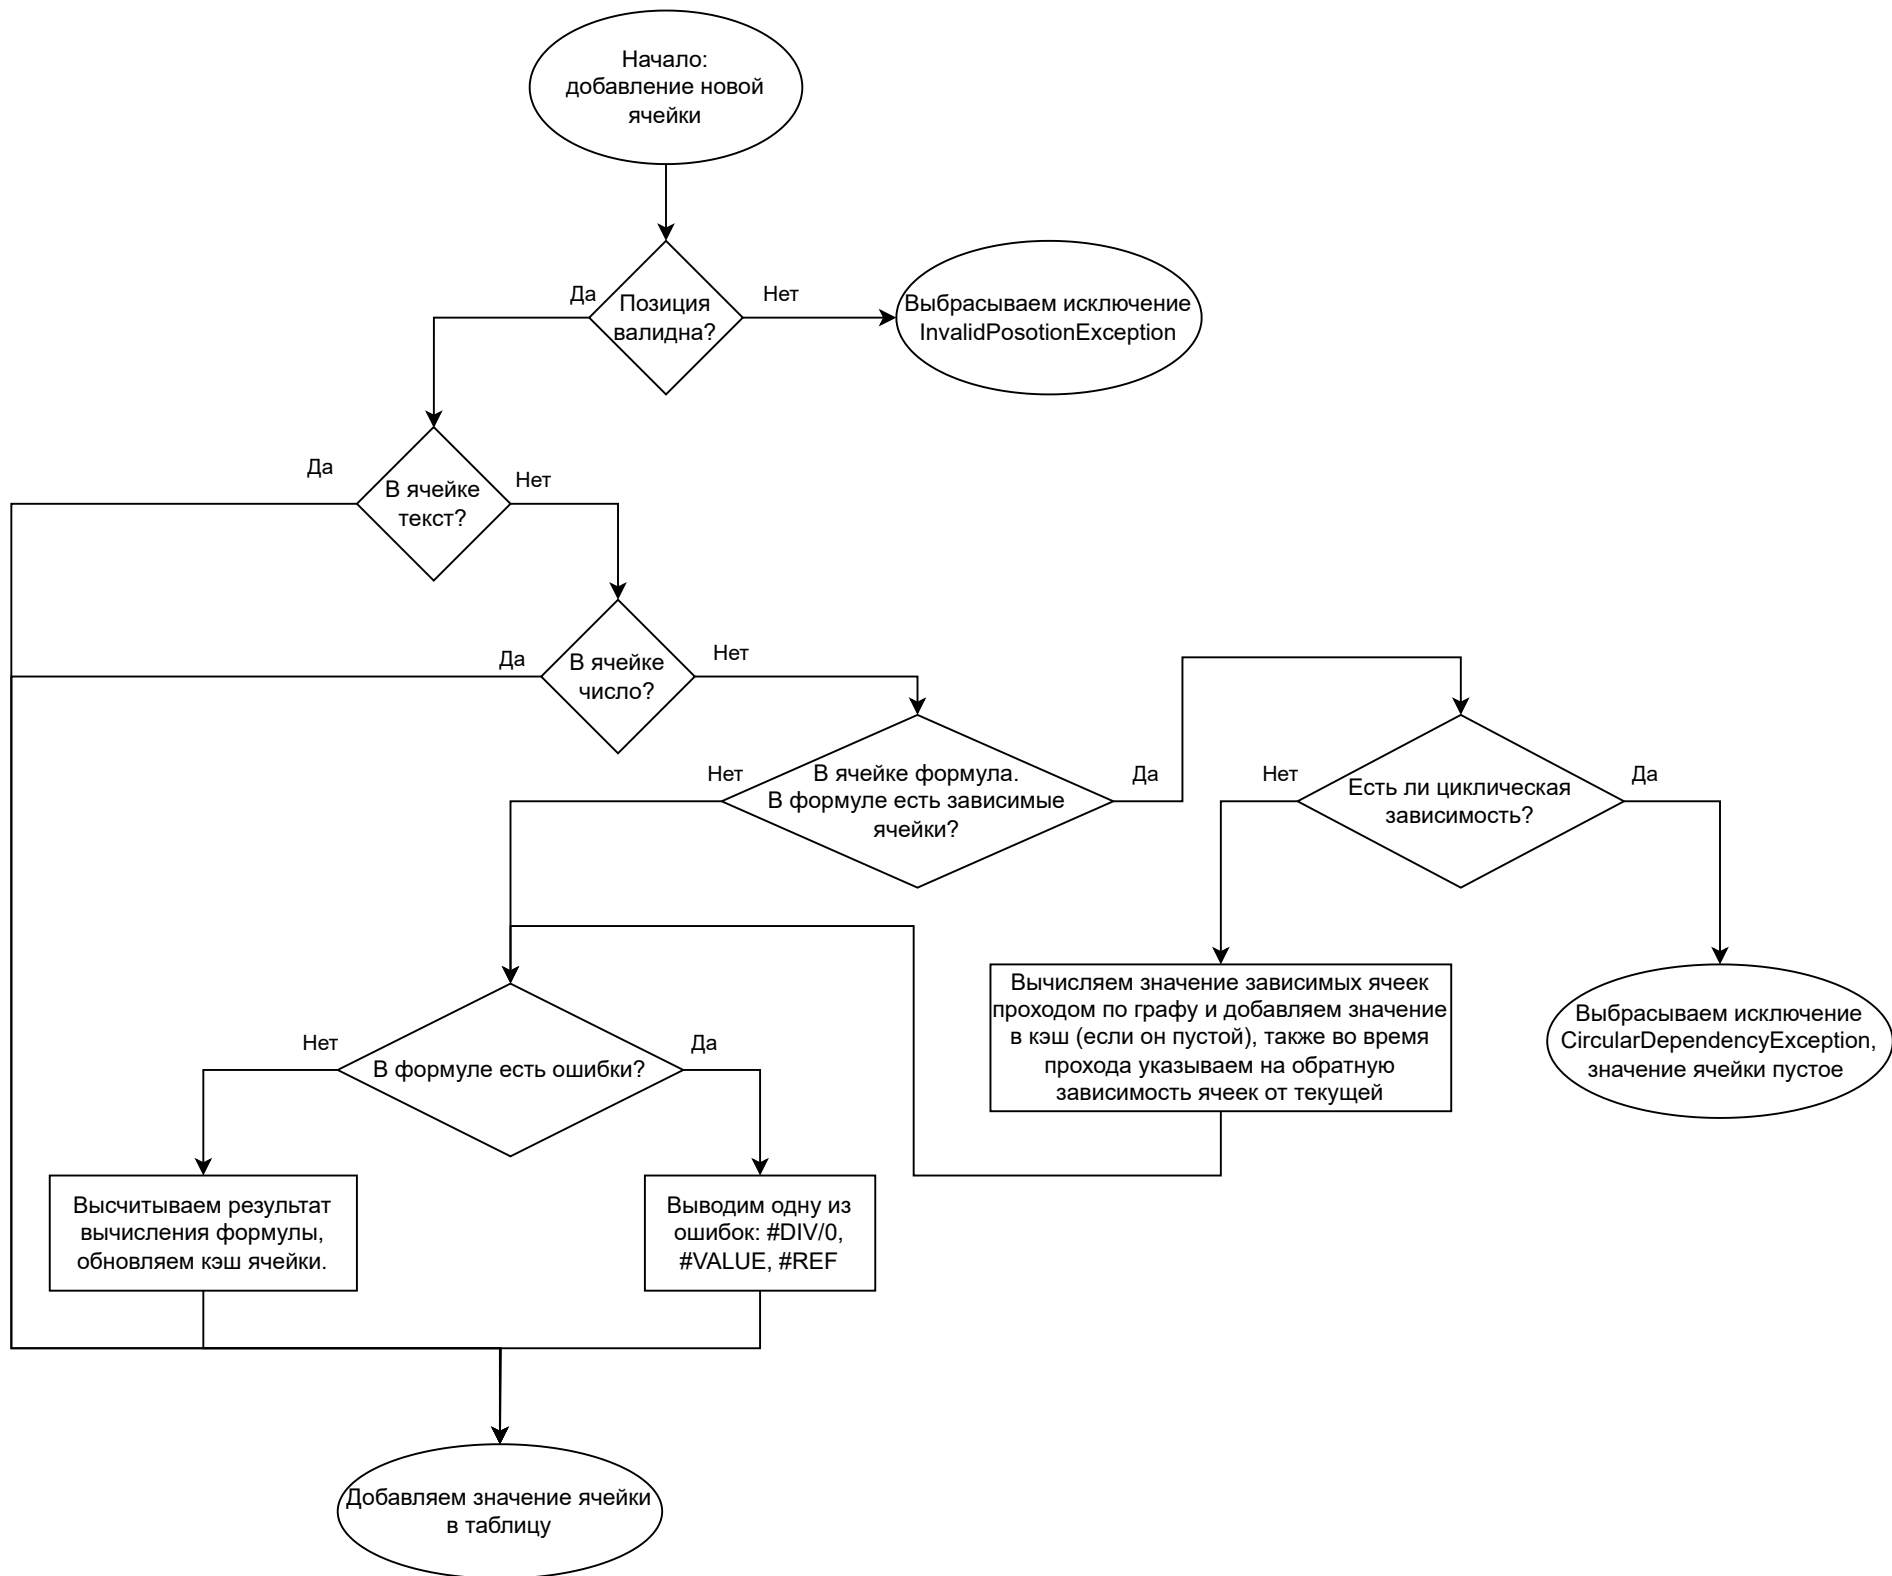 Начало:
добавление новой
ячейки
Да
Позиция
валидна?
Нет
Выбрасываем исключение
InvalidPosotionException
Да
В ячейке
текст?
Нет
Да
В ячейке
число?
Нет
Нет
В ячейке формула.
В формуле есть зависимые
ячейки?
Да
Нет
Есть ли циклическая
зависимость?
Да
Вычисляем значение зависимых ячеек
проходом по графу и добавляем значение
в кэш (если он пустой), также во время
прохода указываем на обратную
зависимость ячеек от текущей
Выбрасываем исключение
CircularDependencyException,
значение ячейки пустое
Нет
В формуле есть ошибки?
Да
Высчитываем результат
вычисления формулы,
обновляем кэш ячейки.
Выводим одну из
ошибок: #DIV/0,
#VALUE, #REF
Добавляем значение ячейки
в таблицу